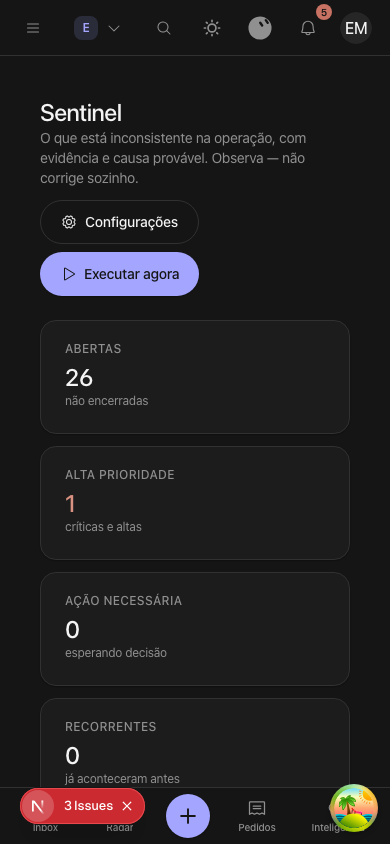 E
5
EM
Sentinel
O que está inconsistente na operação, com
evidência e causa provável. Observa — não
corrige sozinho.
Configurações
Executar agora
ABERTAS
26
não encerradas
ALTA PRIORIDADE
1
críticas e altas
AÇÃO NECESSÁRIA
0
esperando decisão
RECORRENTES
0
já aconteceram antes
N
3 Issues
Inbox
Radar
Pedidos